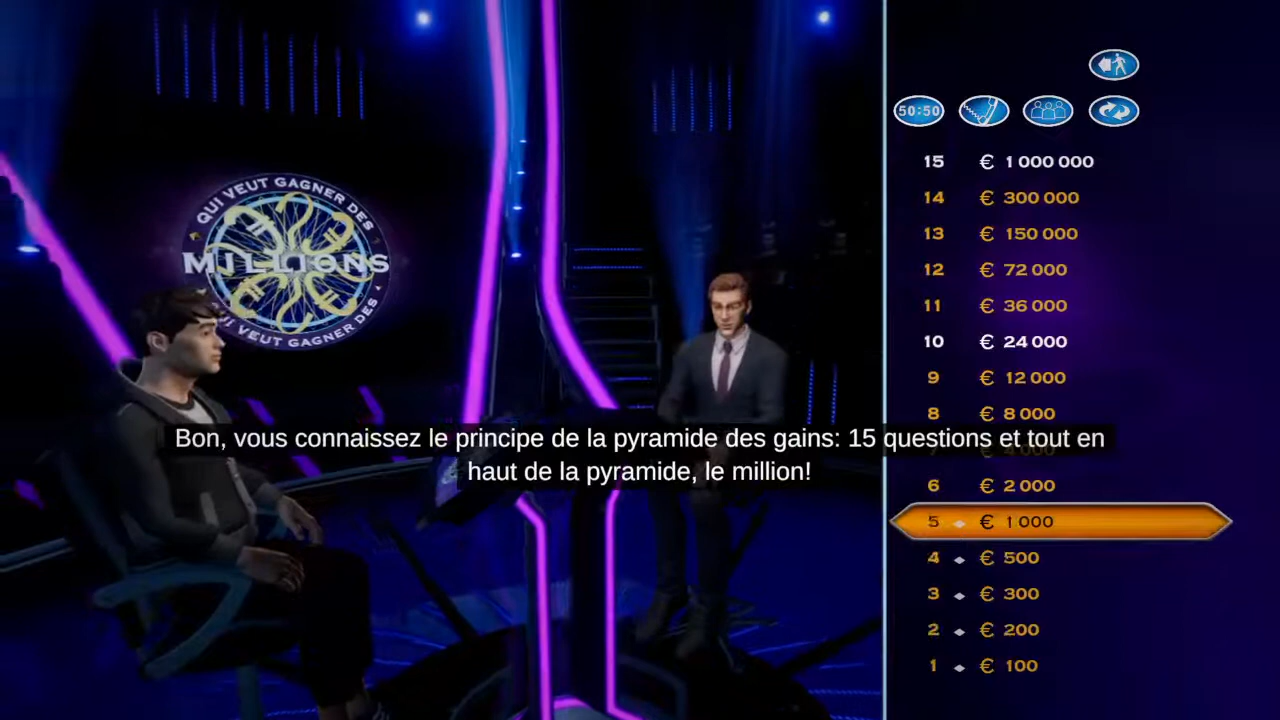 QUI VEUT GAGNER DES
MILLIONS
VEUT GAGNER DES
50:50
15 € 1 000 000
14 € 300 000
13 € 150 000
12 € 72 000
11 € 36 000
10 € 24 000
9 € 12 000
8 € 8 000
Bon, vous connaissez le principe de la pyramide des gains: 15 questions et tout en
haut de la pyramide, le million!
6 € 2 000
5 € 1 000
4 € 500
3 € 300
2 € 200
1 € 100